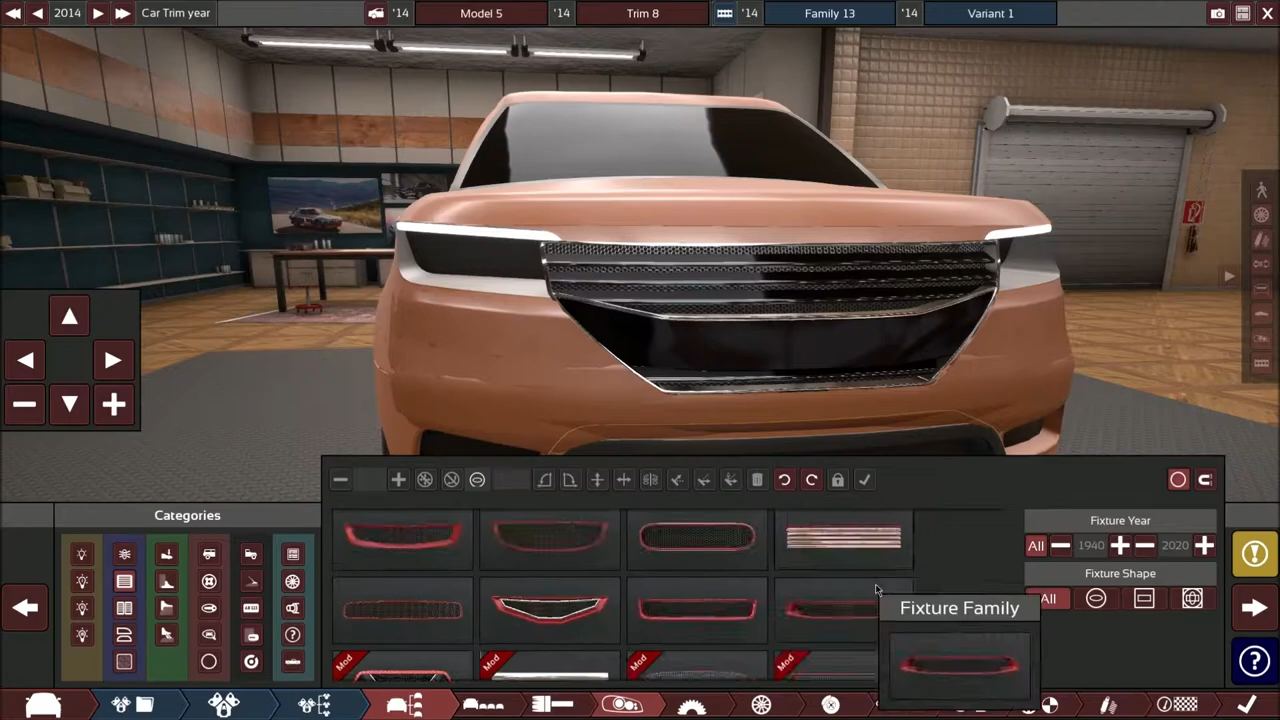 2014
Car Trim year
'14
Model 5
'14
Trim 8
'14
Family 13
'14
Variant 1
Categories
Fixture Year
All
1940
2020
Fixture Shape
All
Fixture Family
Mod
Mod
Mod
Mod